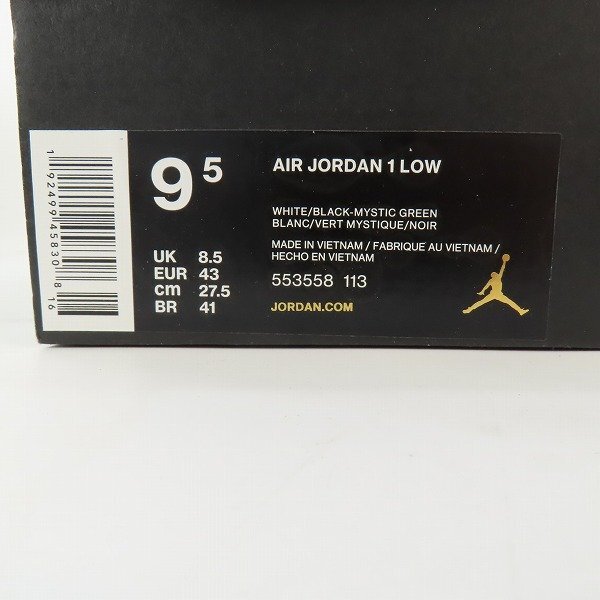 1 92499 45830 8 16
9 5
UK 8.5
EUR 43
cm 27.5
BR 41
AIR JORDAN 1 LOW
WHITE/BLACK-MYSTIC GREEN
BLANC/VERT MYSTIQUE/NOIR
MADE IN VIETNAM / FABRIQUE AU VIETNAM /
HECHO EN VIETNAM
553558 113
JORDAN.COM